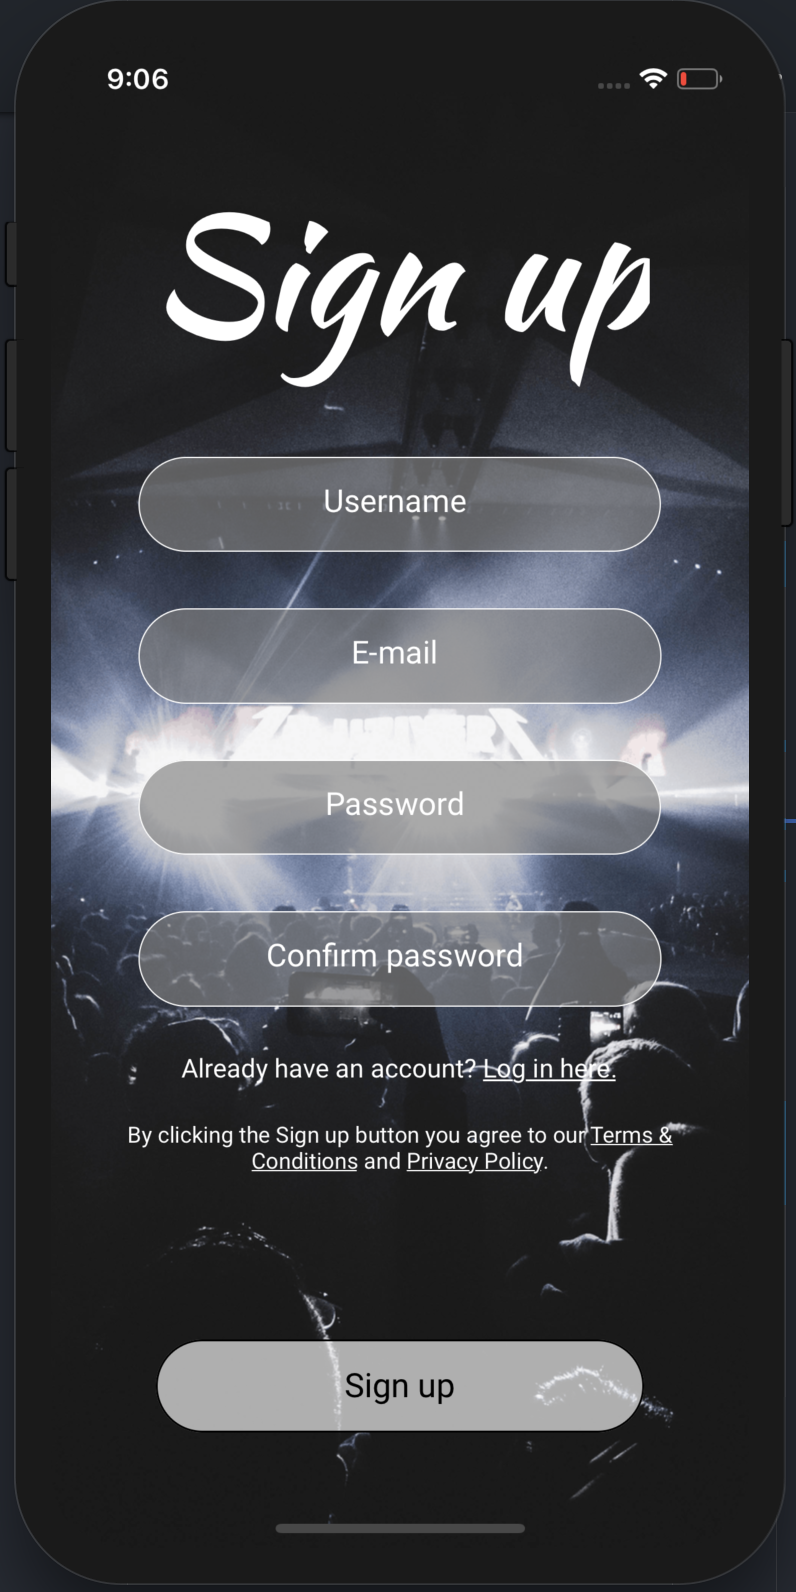 9:06
Sign up
Username
E-mail
Password
Confirm password
Already have an account? Log in here.
By clicking the Sign up button you agree to our Terms &
Conditions and Privacy Policy.
Sign up